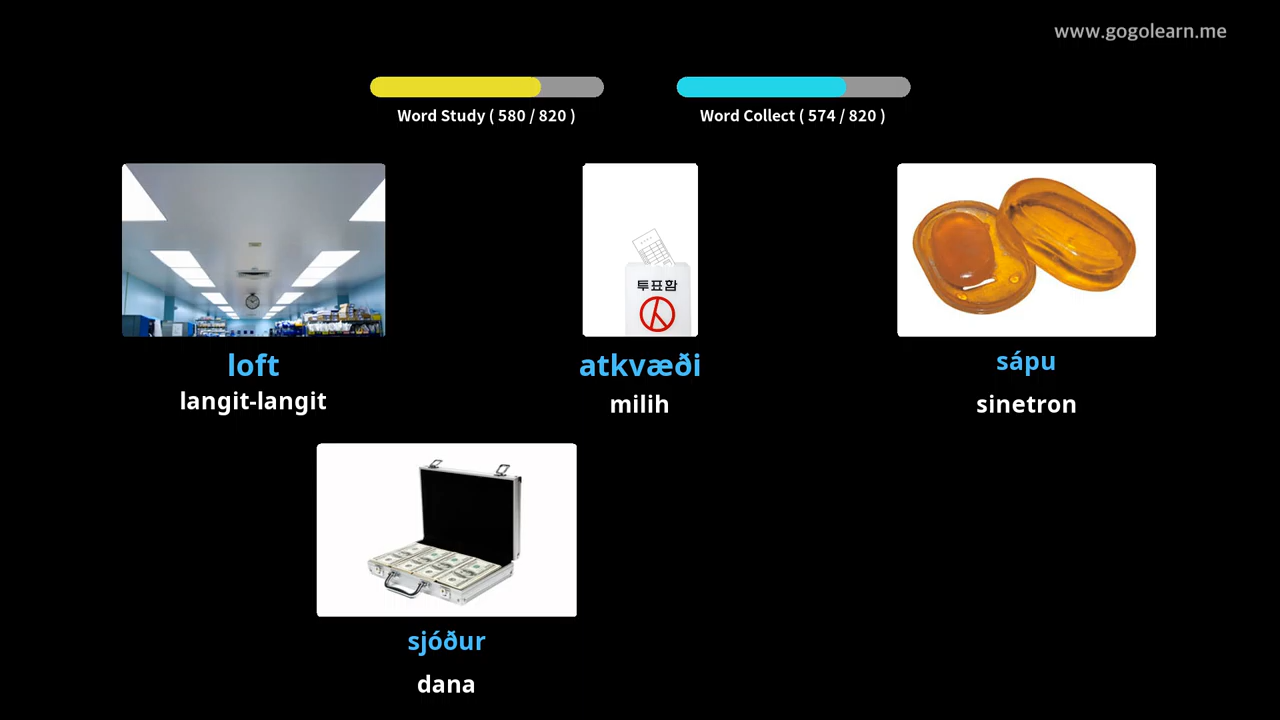 www.gogolearn.me
Word Study ( 580 / 820 )
Word Collect ( 574 / 820 )
투표함
loft
langit-langit
atkvæði
milih
sápu
sinetron
sjóður
dana